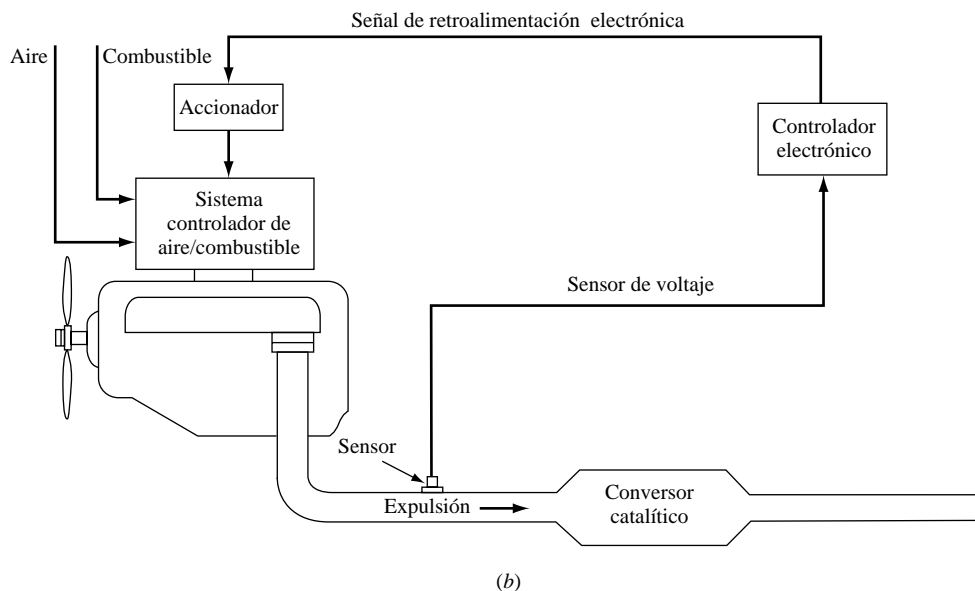 Señal de retroalimentación electrónica
Aire
Combustible
Accionador
Controlador
electrónico
Sistema
controlador de
aire/combustible
Sensor de voltaje
Sensor
Expulsión
Conversor
catalítico
(b)